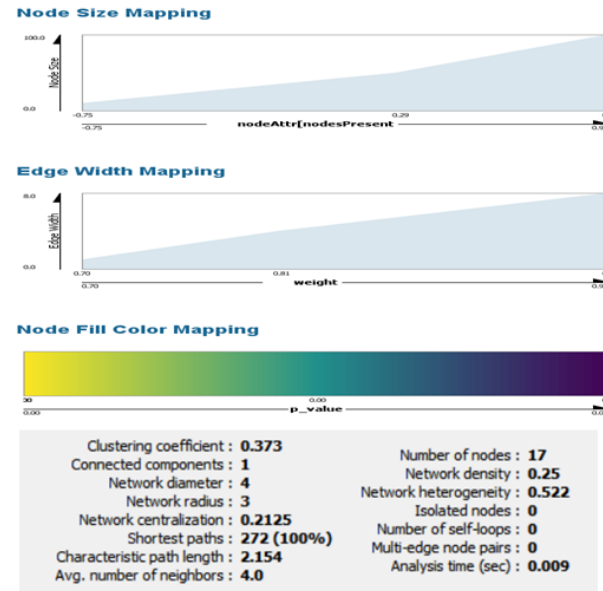 Node Size Mapping
100.0
Node Size
0.0
-0.75 0.29
-0.75 nodeAttr[nodesPresent
Edge Width Mapping
8.0
Edge Width
0.0
0.70 0.81
0.70 weight
Node Fill Color Mapping
0.00
0.00 p_value
Clustering coefficient : 0.373
Connected components : 1
Network diameter : 4
Network radius : 3
Network centralization : 0.2125
Shortest paths : 272 (100%)
Characteristic path length : 2.154
Avg. number of neighbors : 4.0
Number of nodes : 17
Network density : 0.25
Network heterogeneity : 0.522
Isolated nodes : 0
Number of self-loops : 0
Multi-edge node pairs : 0
Analysis time (sec) : 0.009